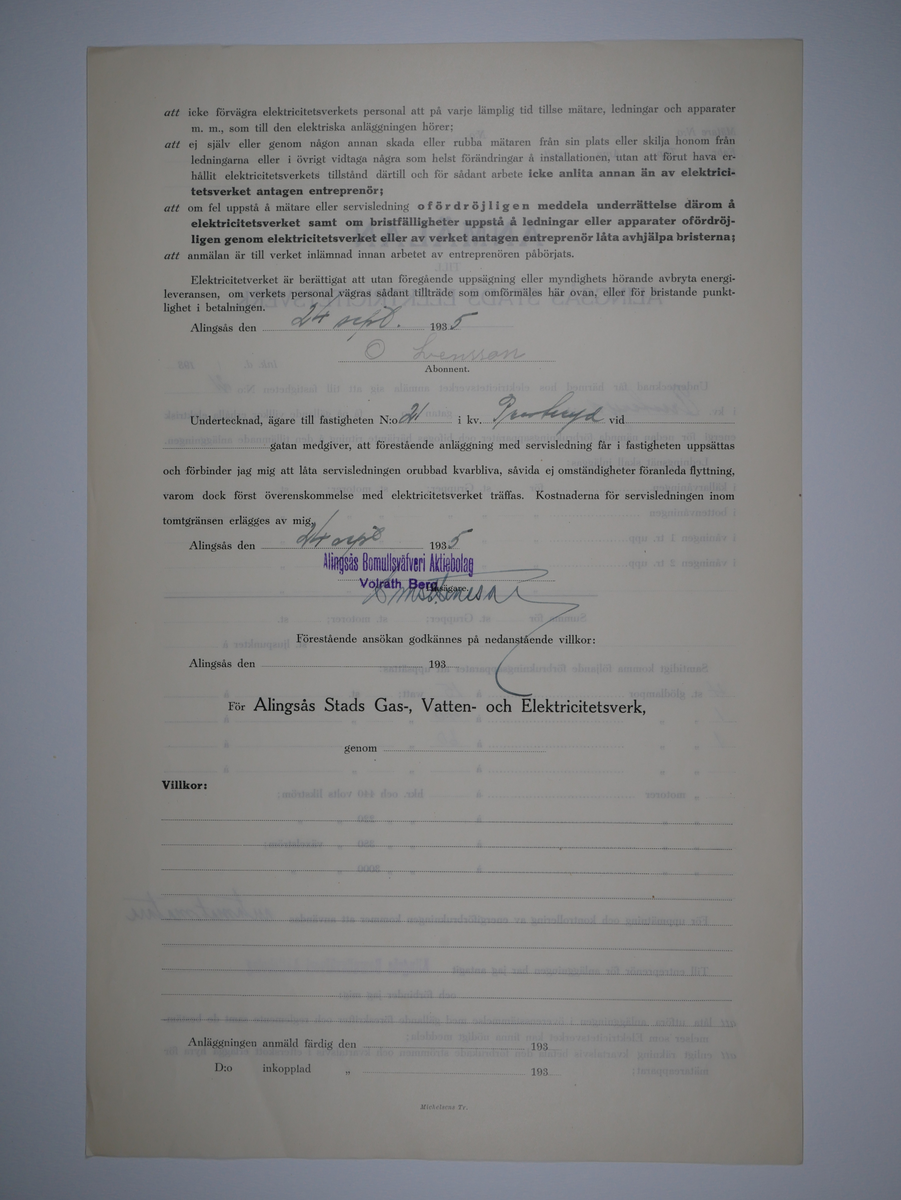 att icke förvägra elektricitetsverkets personal att på varje lämplig tid tillse mätare, ledningar och apparater
m. m., som till den elektriska anläggningen hörer;
att ej själv eller genom någon annan skada eller rubba mätaren från sin plats eller skilja honom från
ledningarna eller i övrigt vidtaga några som helst förändringar å installationen, utan att förut hava er-
hållit elektricitetsverkets tillstånd därtill och för sådant arbete icke anlita annan än av elektrici-
tetsverket antagen entreprenör;
att om fel uppstå å mätare eller servisledning ofördröjligen meddela underrättelse därom å
elektricitetsverket samt om bristfälligheter uppstå å ledningar eller apparater ofördröj-
ligen genom elektricitetsverket eller av verket antagen entreprenör låta avhjälpa bristerna;
att anmälan är till verket inlämnad innan arbetet av entreprenören påbörjats.
Elektricitetverket är berättigat att utan föregående uppsägning eller myndighets hörande avbryta energi-
leveransen, om verkets personal vägras sådant tillträde som omförmäles här ovan, eller för bristande punkt-
lighet i betalningen.
Alingsås den 24 sept. 1935
O Svensson
Abonnent.
Undertecknad, ägare till fastigheten N:o 21 i kv. vid
gatan medgiver, att förestående anläggning med servisledning får i fastigheten uppsättas
och förbinder jag mig att låta servisledningen orubbad kvarbliva, såvida ej omständigheter föranleda flyttning,
varom dock först överenskommelse med elektricitetsverket träffas. Kostnaderna för servisledningen inom
tomtgränsen erlägges av mig.
Alingsås den 24 sept 1935
Alingsås Bomullsväfveri Aktiebolag
Volrath Berg
Förestående ansökan godkännes på nedanstående villkor:
Alingsås den 193
För Alingsås Stads Gas-, Vatten- och Elektricitetsverk,
genom
Villkor:
Anläggningen anmäld färdig den 193
D:o inkopplad „ 193
Michelsens Tr.